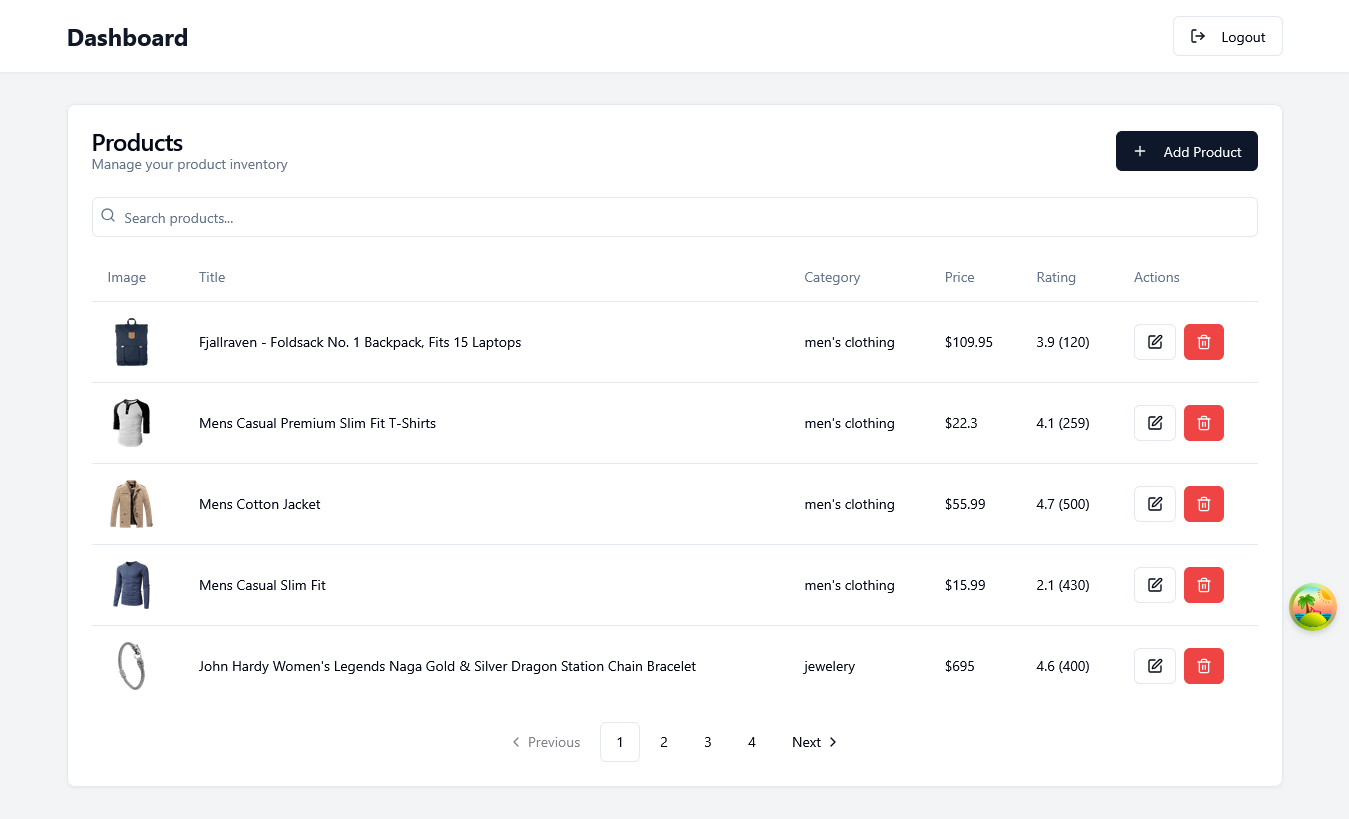 Dashboard
Logout
Products
Manage your product inventory
Add Product
Search products...
Image Title Category Price Rating Actions
Fjallraven - Foldsack No. 1 Backpack, Fits 15 Laptops men's clothing $109.95 3.9 (120)
Mens Casual Premium Slim Fit T-Shirts men's clothing $22.3 4.1 (259)
Mens Cotton Jacket men's clothing $55.99 4.7 (500)
Mens Casual Slim Fit men's clothing $15.99 2.1 (430)
John Hardy Women's Legends Naga Gold & Silver Dragon Station Chain Bracelet jewelery $695 4.6 (400)
Previous 1 2 3 4 Next